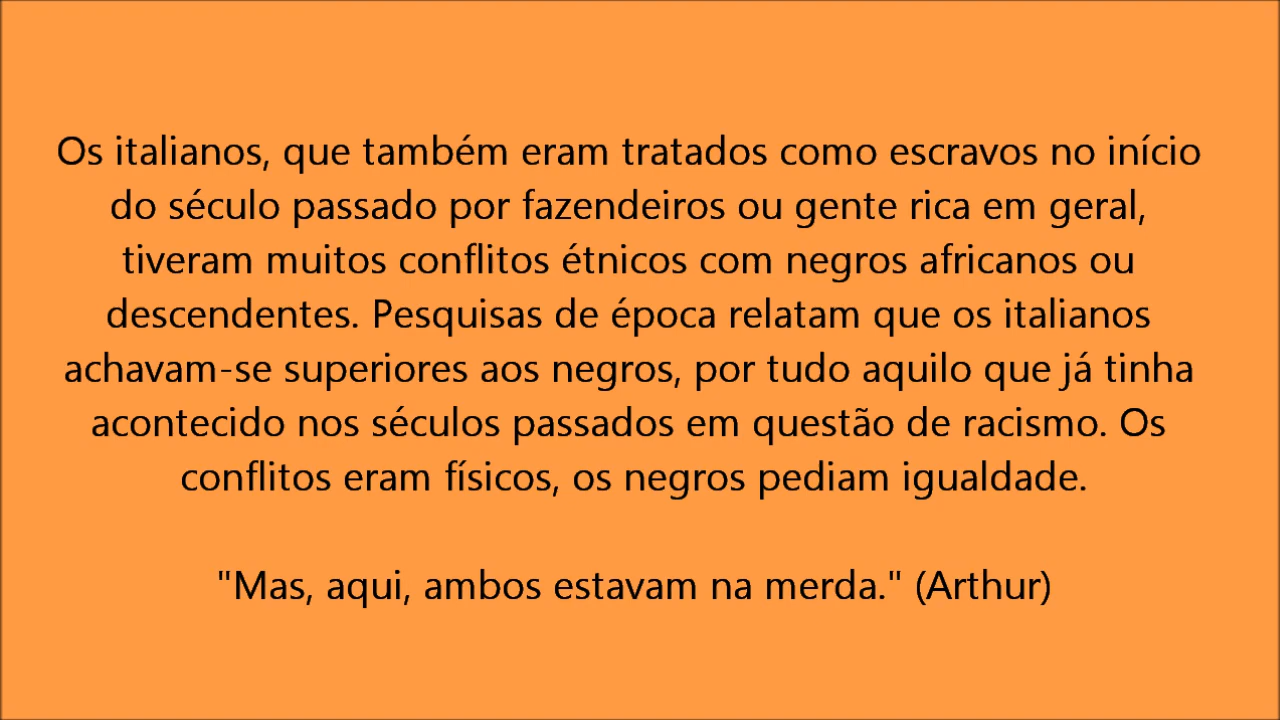 Os italianos, que também eram tratados como escravos no início
do século passado por fazendeiros ou gente rica em geral,
tiveram muitos conflitos étnicos com negros africanos ou
descendentes. Pesquisas de época relatam que os italianos
achavam-se superiores aos negros, por tudo aquilo que já tinha
acontecido nos séculos passados em questão de racismo. Os
conflitos eram físicos, os negros pediam igualdade.
"Mas, aqui, ambos estavam na merda." (Arthur)